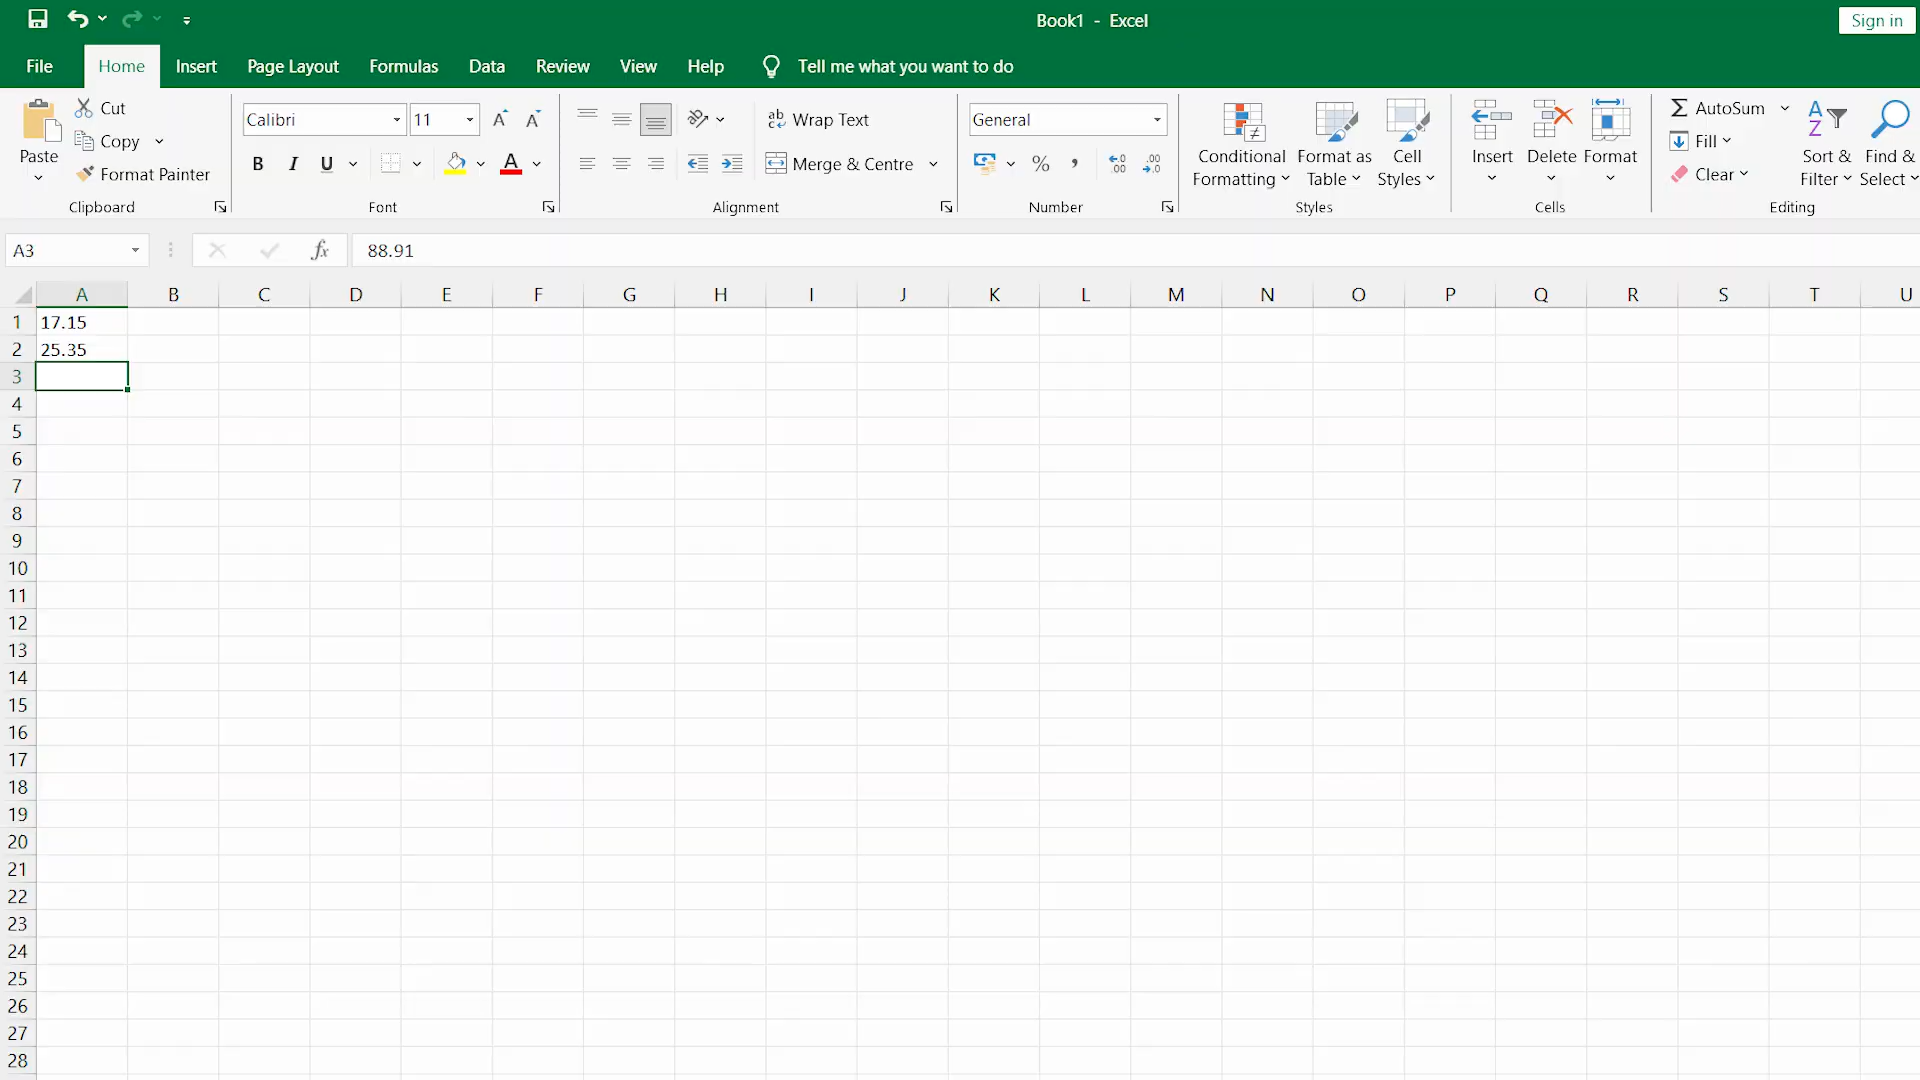 Book1 - Excel
Sign in
File Home Insert Page Layout Formulas Data Review View Help Tell me what you want to do
Paste
Cut
Copy
Format Painter
Clipboard
Calibri 11
B I U
Font
Wrap Text
Merge & Centre
Alignment
General
Number
Conditional Formatting
Format as Table
Cell Styles
Styles
Insert
Delete
Format
Cells
AutoSum
Fill
Clear
Sort & Filter
Find & Select
Editing
A3 fx 88.91
A B C D E F G H I J K L M N O P Q R S T U
1 17.15
2 25.35
3
4
5
6
7
8
9
10
11
12
13
14
15
16
17
18
19
20
21
22
23
24
25
26
27
28